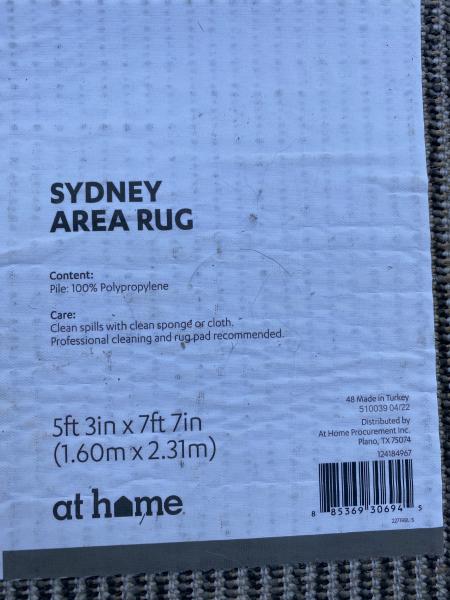 SYDNEY
AREA RUG
Content:
Pile: 100% Polypropylene
Care:
Clean spills with clean sponge or cloth.
Professional cleaning and rug pad recommended.
5ft 3in x 7ft 7in
(1.60m x 2.31m)
at home
48 Made in Turkey
510039 04/22
Distributed by
At Home Procurement Inc.
Plano, TX 75074
124184967
8 85369 30694 5